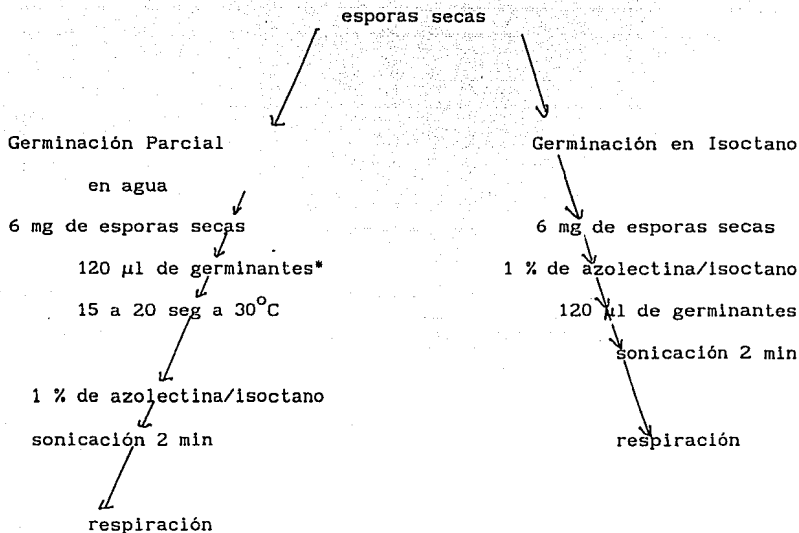 esporas secas
Germinación Parcial
en agua
6 mg de esporas secas
120 µl de germinantes*
15 a 20 seg a 30°C
1 % de azolectina/isoctano
sonicación 2 min
respiración
Germinación en Isoctano
6 mg de esporas secas
1 % de azolectina/isoctano
120 µl de germinantes
sonicación 2 min
respiración